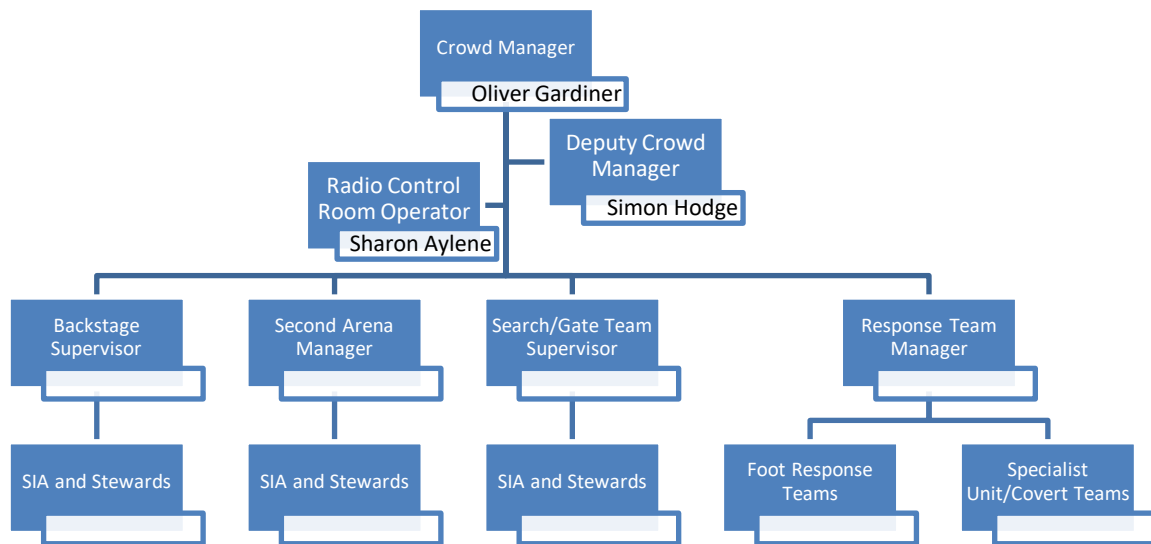 Crowd Manager
Oliver Gardiner
Deputy Crowd
Manager
Simon Hodge
Radio Control
Room Operator
Sharon Aylene
Backstage
Supervisor
Second Arena
Manager
Search/Gate Team
Supervisor
Response Team
Manager
SIA and Stewards
SIA and Stewards
SIA and Stewards
Foot Response
Teams
Specialist
Unit/Covert Teams